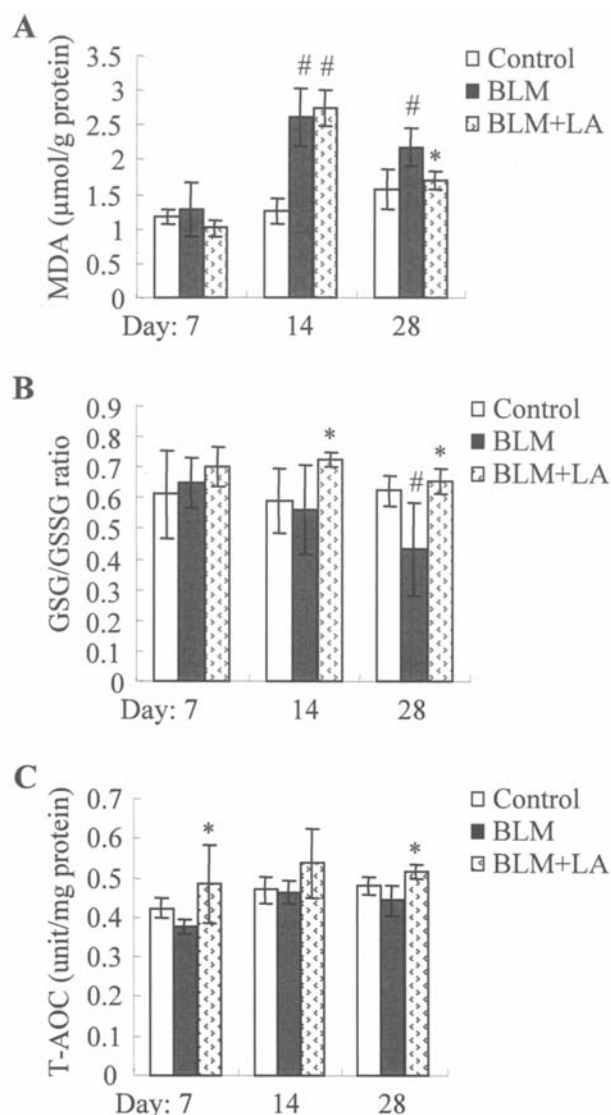 A
MDA (µmol/g protein)
3.5
3
2.5
2
1.5
1
1.5
0
# #
#
*
Control
BLM
BLM+LA
Day: 7 14 28
B
GSG/GSSG ratio
0.9
0.8
0.7
0.6
0.5
0.4
0.3
0.2
0.1
0
*
#
*
Control
BLM
BLM+LA
Day: 7 14 28
C
T-AOC (unit/mg protein)
0.7
0.6
0.5
0.4
0.3
0.2
0.1
0
*
*
Control
BLM
BLM+LA
Day: 7 14 28